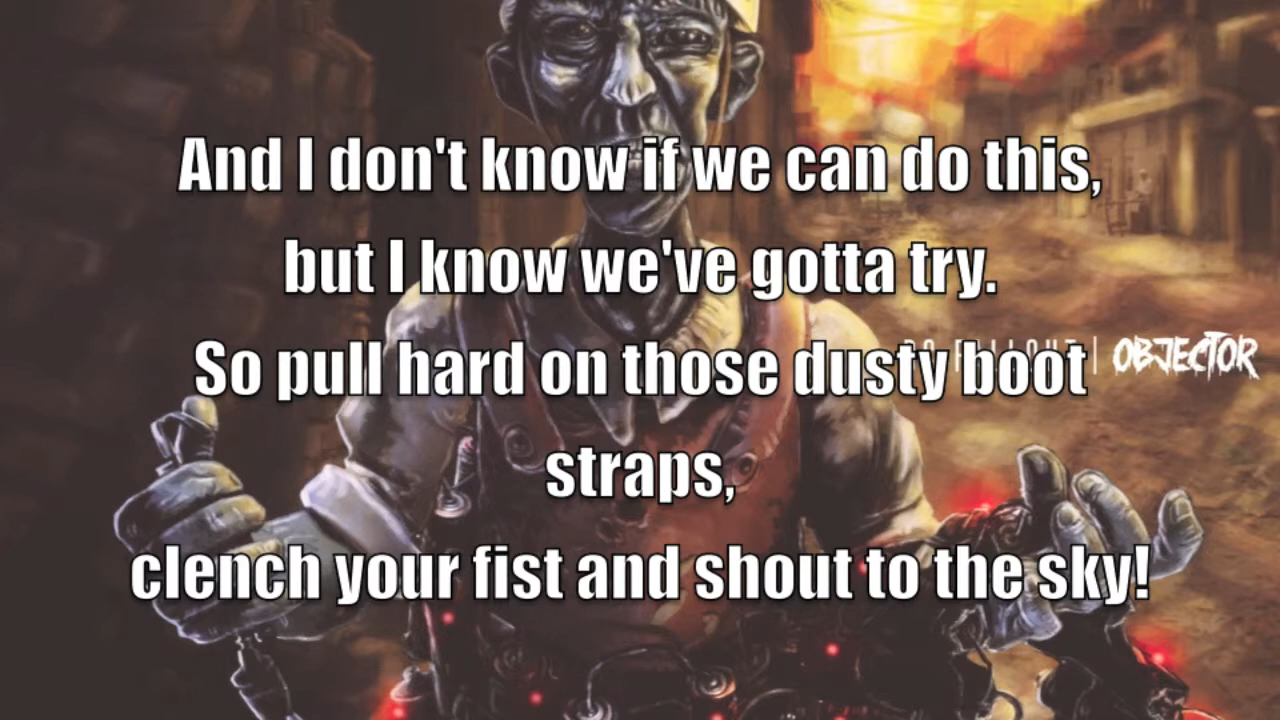 And I don't know if we can do this,
but I know we've gotta try.
So pull hard on those dusty boot
straps,
clench your fist and shout to the sky!
| OBJECTOR